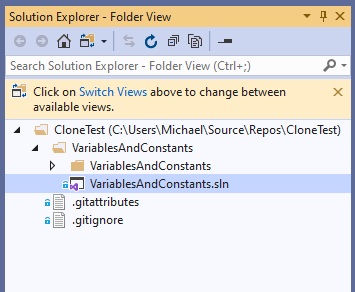 Solution Explorer - Folder View
Search Solution Explorer - Folder View (Ctrl+;)
Click on Switch Views above to change between
available views.
CloneTest (C:\Users\Michael\Source\Repos\CloneTest)
VariablesAndConstants
VariablesAndConstants
VariablesAndConstants.sln
.gitattributes
.gitignore